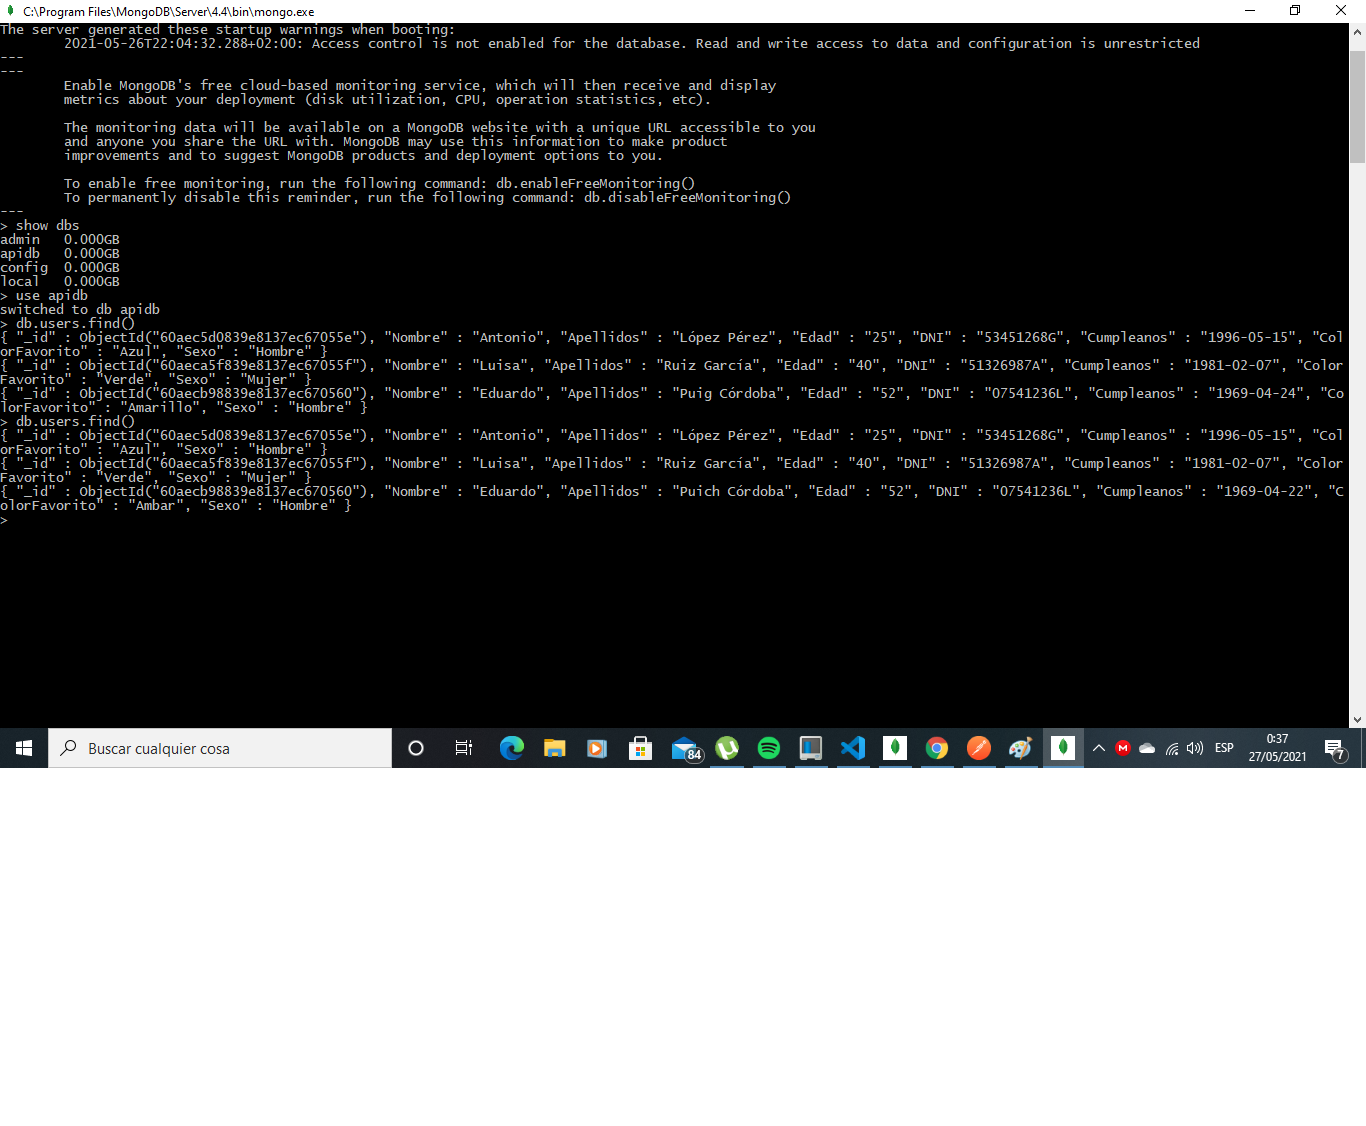 C:\Program Files\MongoDB\Server\4.4\bin\mongo.exe
The server generated these startup warnings when booting:
        2021-05-26T22:04:32.288+02:00: Access control is not enabled for the database. Read and write access to data and configuration is unrestricted
---
---
        Enable MongoDB's free cloud-based monitoring service, which will then receive and display
        metrics about your deployment (disk utilization, CPU, operation statistics, etc).

        The monitoring data will be available on a MongoDB website with a unique URL accessible to you
        and anyone you share the URL with. MongoDB may use this information to make product
        improvements and to suggest MongoDB products and deployment options to you.

        To enable free monitoring, run the following command: db.enableFreeMonitoring()
        To permanently disable this reminder, run the following command: db.disableFreeMonitoring()
---
> show dbs
admin   0.000GB
apidb   0.000GB
config  0.000GB
local   0.000GB
> use apidb
switched to db apidb
> db.users.find()
{ "_id" : ObjectId("60aec5d0839e8137ec67055e"), "Nombre" : "Antonio", "Apellidos" : "López Pérez", "Edad" : "25", "DNI" : "53451268G", "Cumpleanos" : "1996-05-15", "Col
orFavorito" : "Azul", "Sexo" : "Hombre" }
{ "_id" : ObjectId("60aeca5f839e8137ec67055f"), "Nombre" : "Luisa", "Apellidos" : "Ruiz García", "Edad" : "40", "DNI" : "51326987A", "Cumpleanos" : "1981-02-07", "Color
Favorito" : "Verde", "Sexo" : "Mujer" }
{ "_id" : ObjectId("60aecb98839e8137ec670560"), "Nombre" : "Eduardo", "Apellidos" : "Puig Córdoba", "Edad" : "52", "DNI" : "07541236L", "Cumpleanos" : "1969-04-24", "Co
lorFavorito" : "Amarillo", "Sexo" : "Hombre" }
> db.users.find()
{ "_id" : ObjectId("60aec5d0839e8137ec67055e"), "Nombre" : "Antonio", "Apellidos" : "López Pérez", "Edad" : "25", "DNI" : "53451268G", "Cumpleanos" : "1996-05-15", "Col
orFavorito" : "Azul", "Sexo" : "Hombre" }
{ "_id" : ObjectId("60aeca5f839e8137ec67055f"), "Nombre" : "Luisa", "Apellidos" : "Ruiz García", "Edad" : "40", "DNI" : "51326987A", "Cumpleanos" : "1981-02-07", "Color
Favorito" : "Verde", "Sexo" : "Mujer" }
{ "_id" : ObjectId("60aecb98839e8137ec670560"), "Nombre" : "Eduardo", "Apellidos" : "Puich Córdoba", "Edad" : "52", "DNI" : "07541236L", "Cumpleanos" : "1969-04-22", "C
olorFavorito" : "Ambar", "Sexo" : "Hombre" }
>
Buscar cualquier cosa
84
ESP
0:37
27/05/2021
7